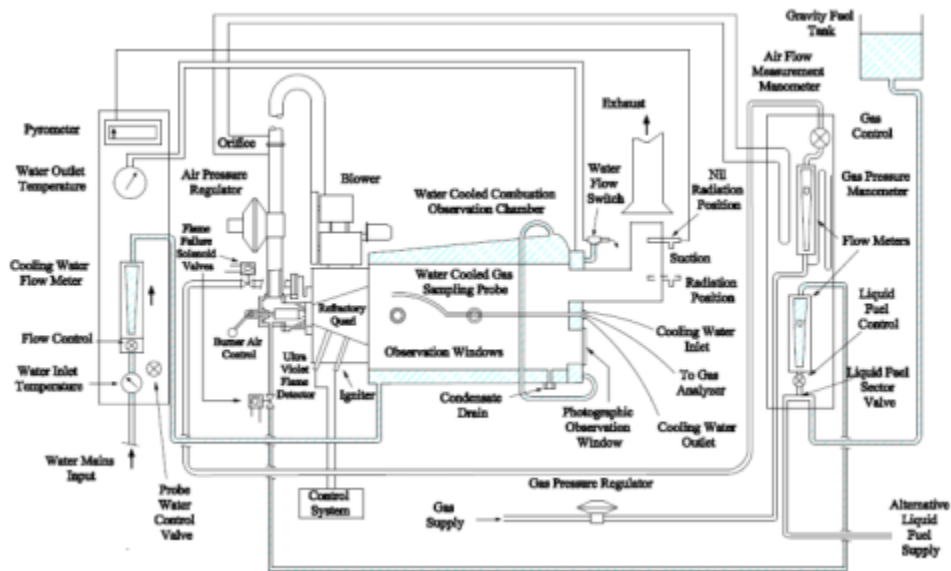 Gravity Fuel
Tank
Air Flow
Measurement
Manometer
Exhaust
Pyrometer
Orifice
Gas
Control
Water Outlet
Temperature
Air Pressure
Regulator
Blower
Water Cooled Combustion
Observation Chamber
Water
Flow
Switch
Nil
Radiation
Position
Gas Pressure
Manometer
Flame
Failure
Solanoid
Valves
Flow Meters
Suction
Cooling Water
Flow Meter
Water Cooled Gas
Sampling Probe
Radiation
Position
Refractory
Quarl
Liquid
Fuel
Control
Flow Control
Burner Air
Control
Observation Windows
Cooling Water
Inlet
Water Inlet
Temperature
Ultra
Violet Flame
Detector
Igniter
To Gas
Analyzer
Liquid Fuel
Sector
Valve
Condensate
Drain
Photographic
Observation
Window
Cooling Water
Outlet
Water Mains
Input
Probe
Water
Control
Valve
Control
System
Gas Pressure Regulator
Gas
Supply
Alternative
Liquid
Fuel
Supply